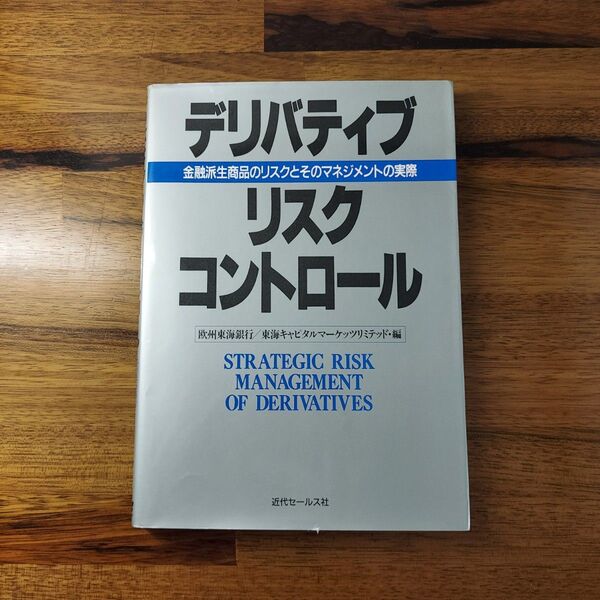 デリバティブ
金融派生商品のリスクとそのマネジメントの実際
リスク
コントロール
欧州東海銀行／東海キャピタルマーケッツリミテッド・編
STRATEGIC RISK
MANAGEMENT
OF DERIVATIVES
近代セールス社